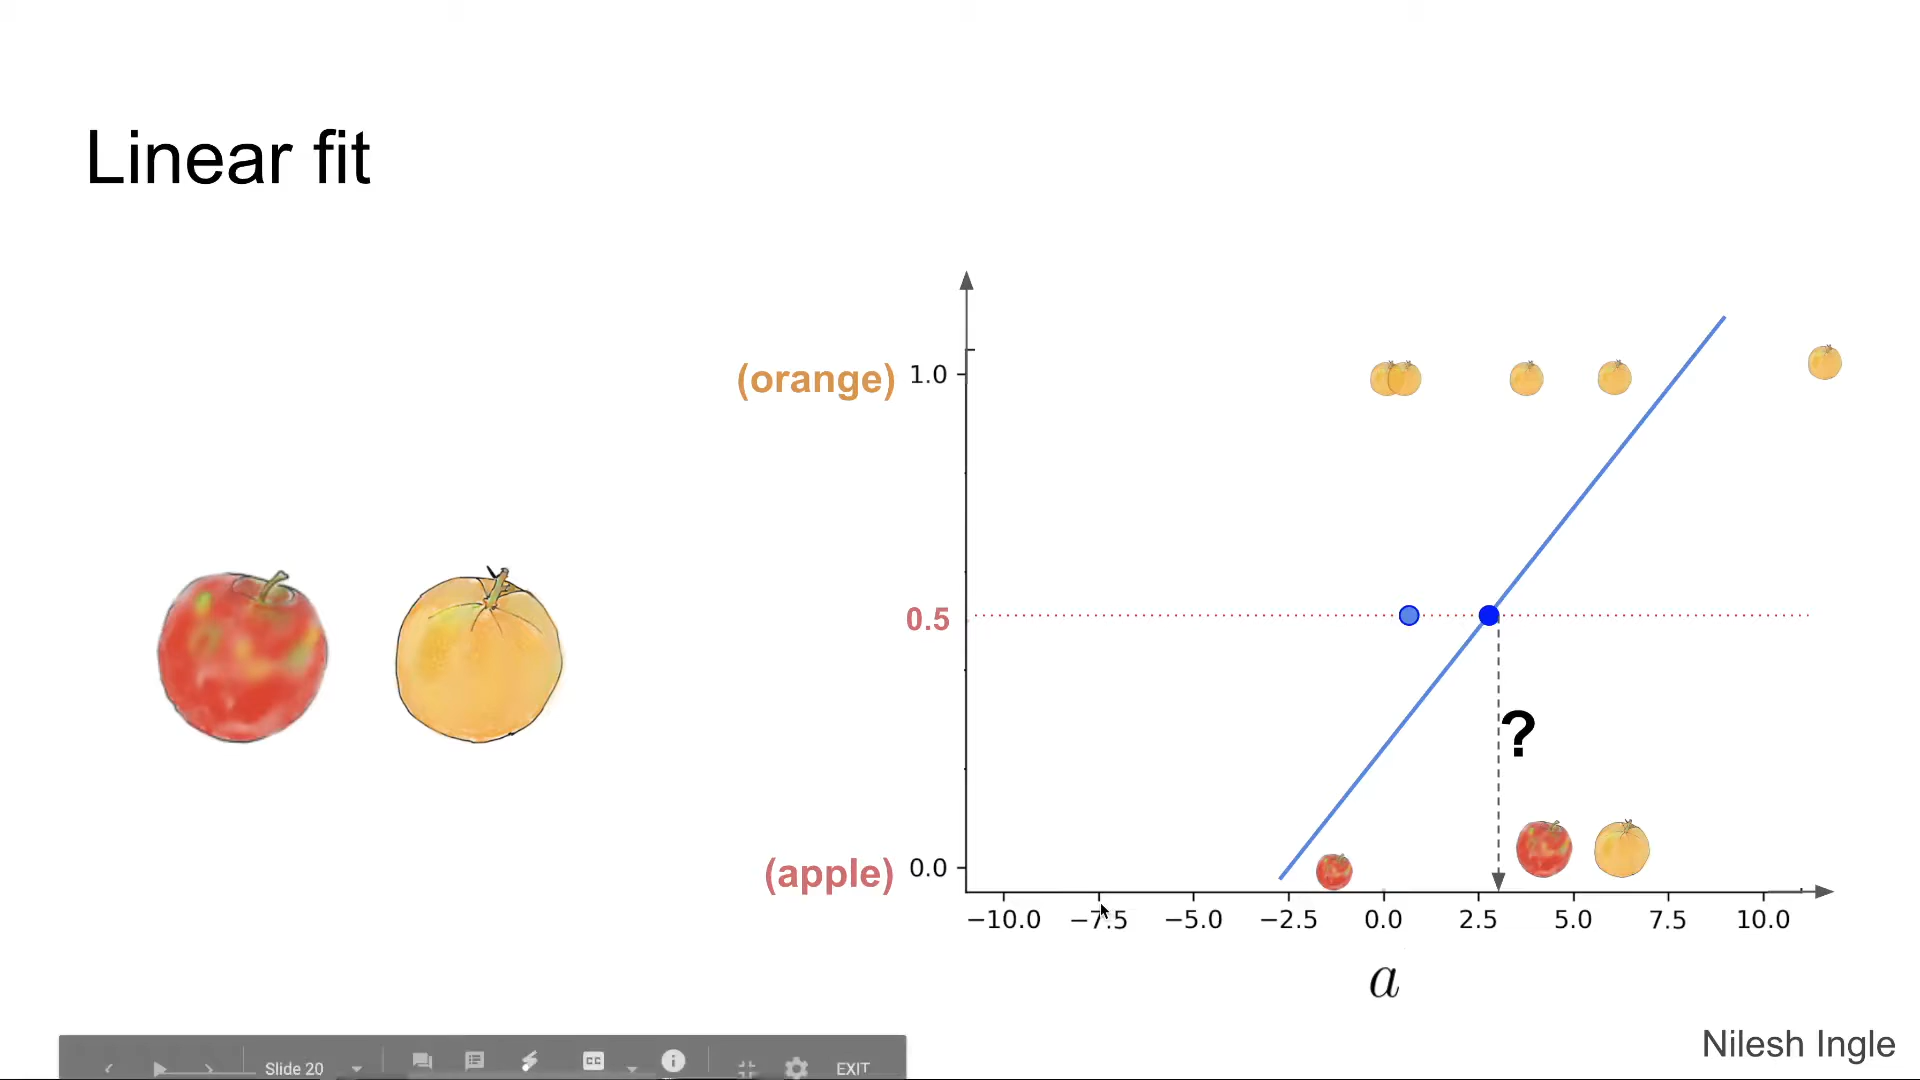 Linear fit
(orange) 1.0
0.5
?
(apple) 0.0
−10.0 −7.5 −5.0 −2.5 0.0 2.5 5.0 7.5 10.0
a
Nilesh Ingle
Slide 20 CC EXIT